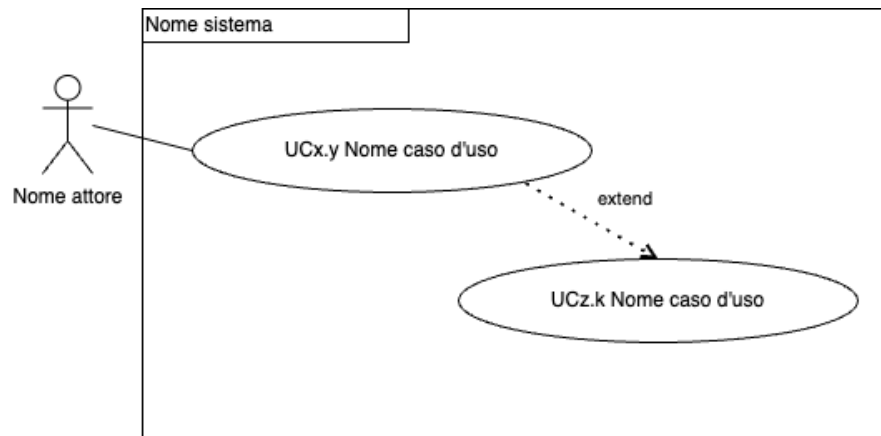 Nome sistema
UCx.y Nome caso d'uso
Nome attore
extend
UCz.k Nome caso d'uso